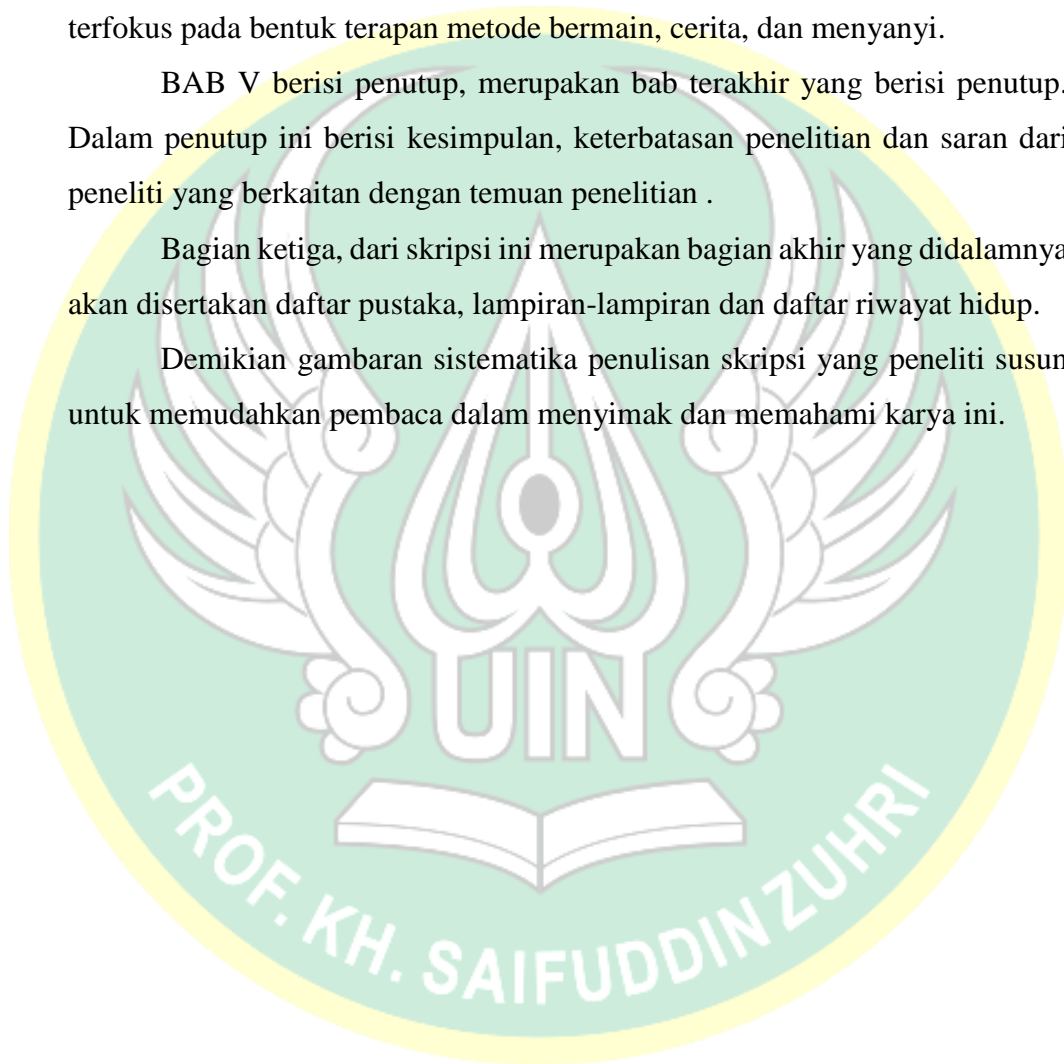 terfokus pada bentuk terapan metode bermain, cerita, dan menyanyi.
BAB V berisi penutup, merupakan bab terakhir yang berisi penutup.
Dalam penutup ini berisi kesimpulan, keterbatasan penelitian dan saran dari
peneliti yang berkaitan dengan temuan penelitian .
Bagian ketiga, dari skripsi ini merupakan bagian akhir yang didalamnya
akan disertakan daftar pustaka, lampiran-lampiran dan daftar riwayat hidup.
Demikian gambaran sistematika penulisan skripsi yang peneliti susun
untuk memudahkan pembaca dalam menyimak dan memahami karya ini.
UIN
PROF. KH. SAIFUDDIN ZUHRI